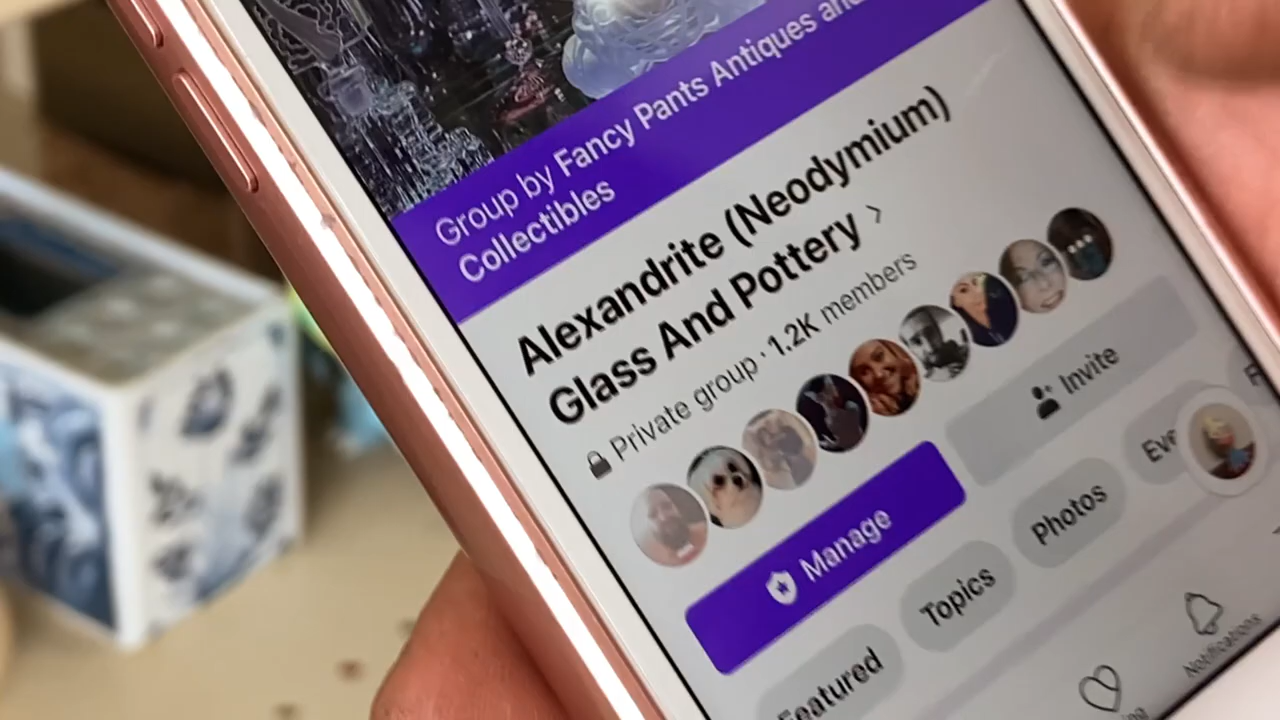 Group by Fancy Pants Antiques and
Collectibles
Alexandrite (Neodymium)
Glass And Pottery >
Private group · 1.2K members
Manage
Invite
Featured
Topics
Photos
Eve
Notifications